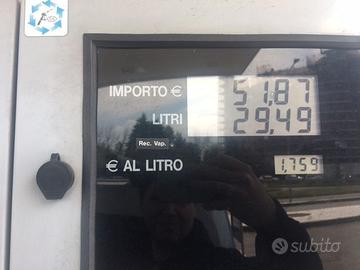 IMPORTO € 51,87
LITRI 29,49
Rec. Vap.
€ AL LITRO 1,759
subito